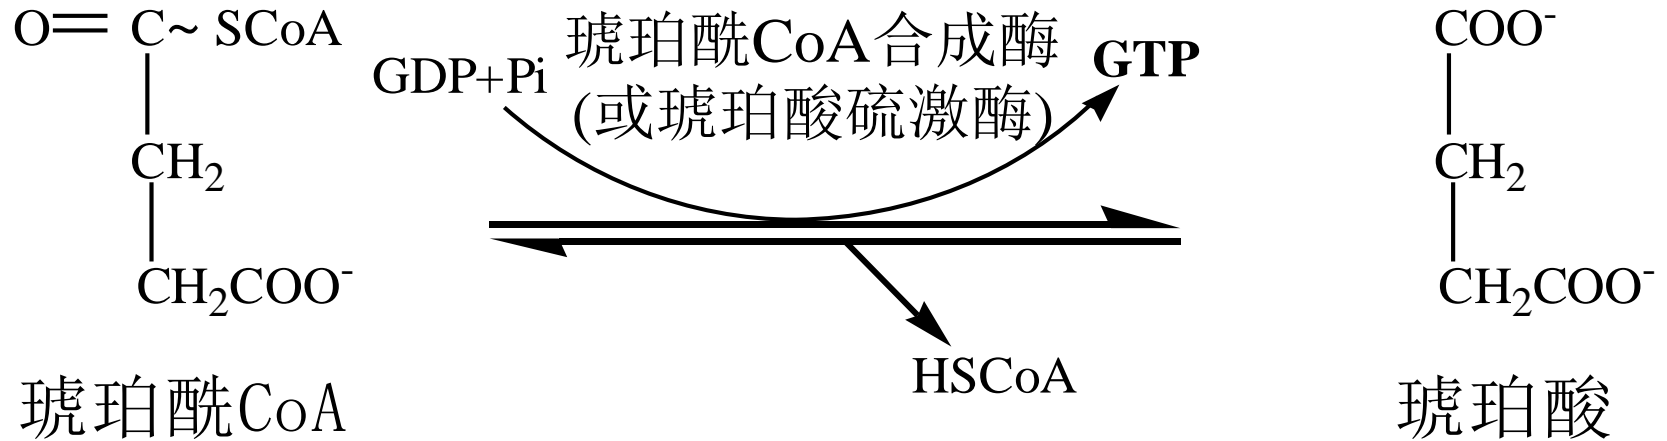 O=C~SCoA
CH₂
CH₂COO⁻
琥珀酰CoA
GDP+Pi
琥珀酰CoA合成酶
(或琥珀酸硫激酶)
GTP
HSCoA
COO⁻
CH₂
CH₂COO⁻
琥珀酸